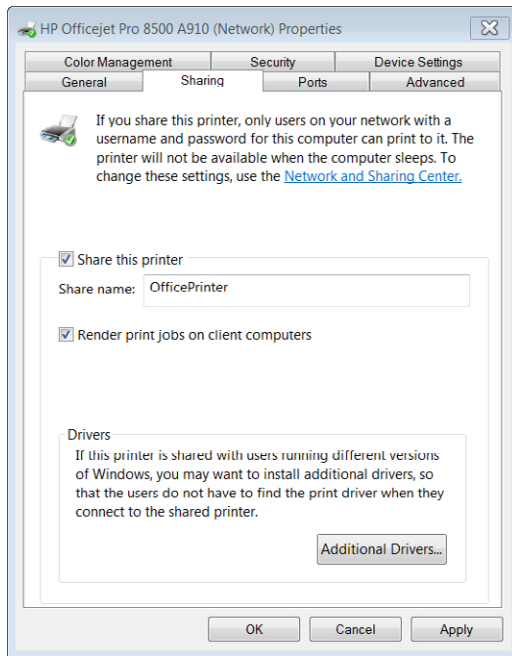 HP Officejet Pro 8500 A910 (Network) Properties
Color Management Security Device Settings
General Sharing Ports Advanced
If you share this printer, only users on your network with a
username and password for this computer can print to it. The
printer will not be available when the computer sleeps. To
change these settings, use the Network and Sharing Center.
Share this printer
Share name: OfficePrinter
Render print jobs on client computers
Drivers
If this printer is shared with users running different versions
of Windows, you may want to install additional drivers, so
that the users do not have to find the print driver when they
connect to the shared printer.
Additional Drivers...
OK Cancel Apply